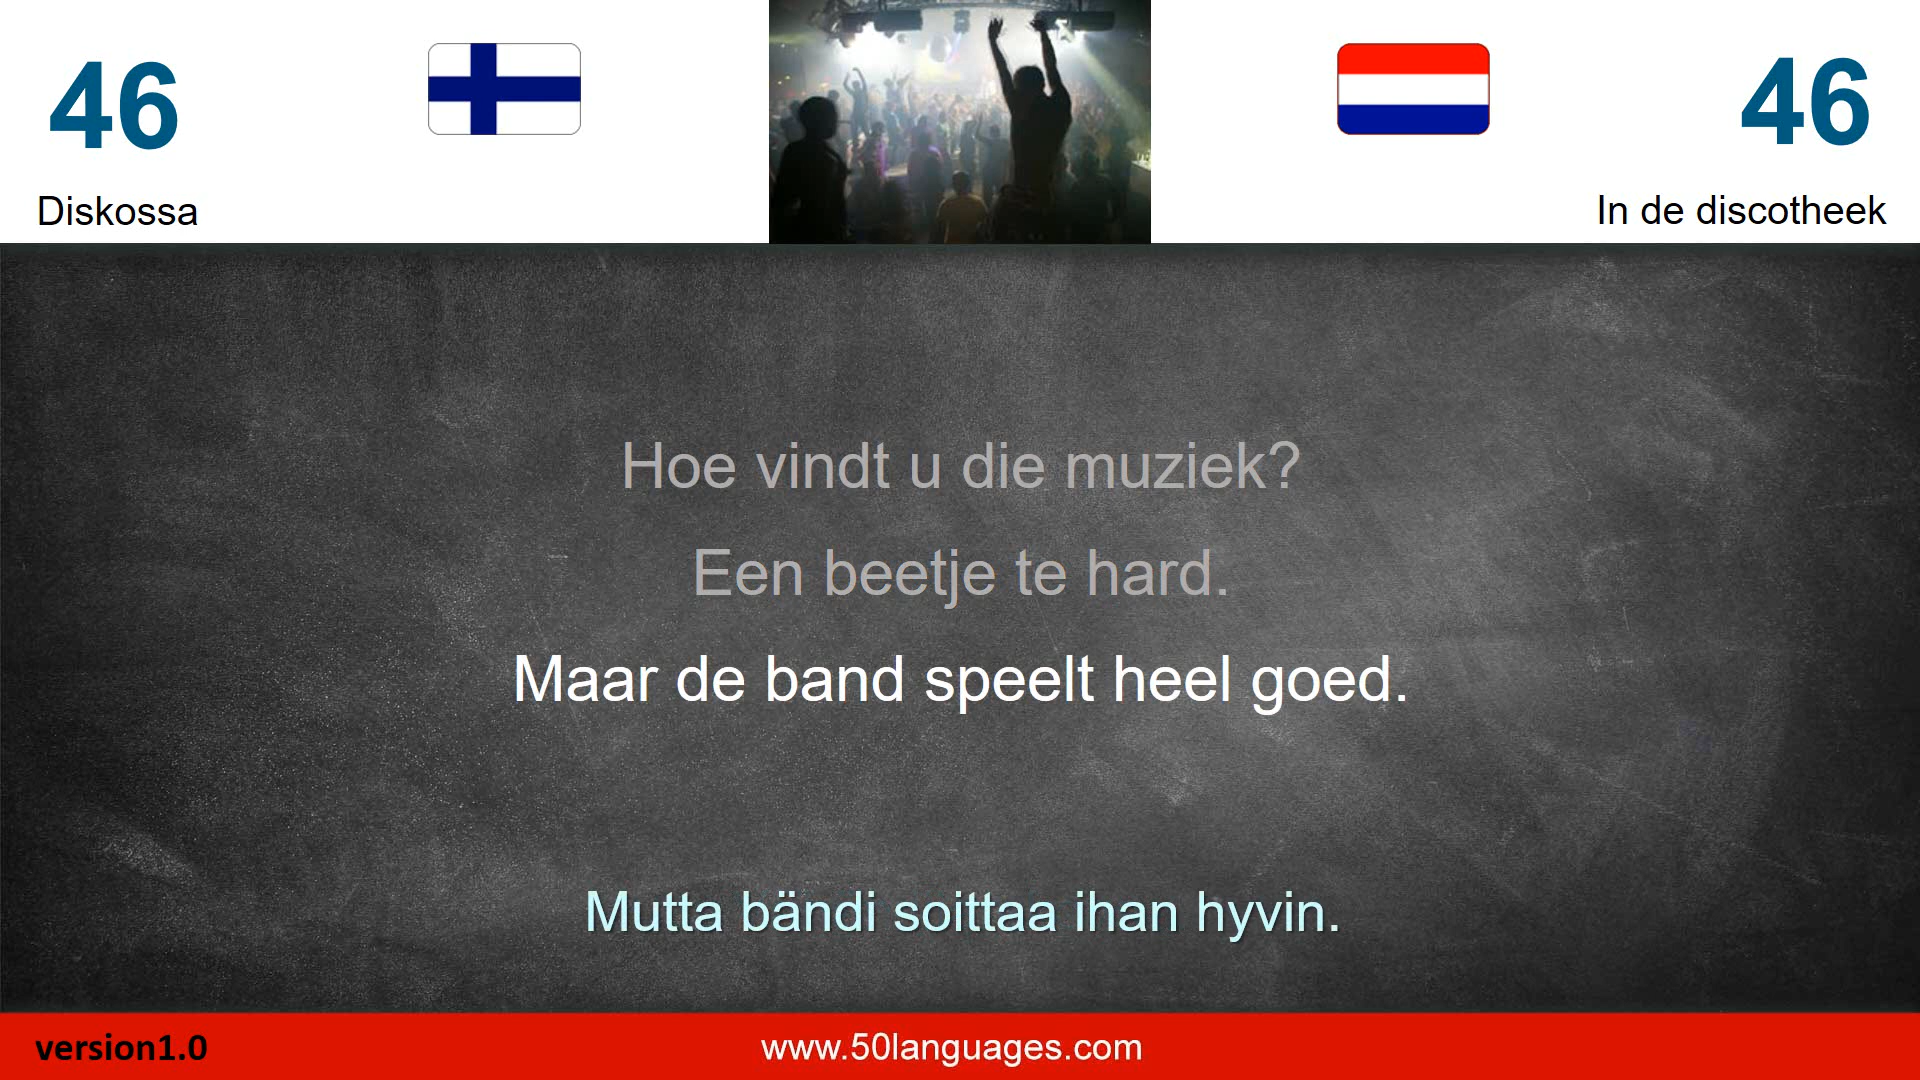 46
46
Diskossa
In de discotheek
Hoe vindt u die muziek?
Een beetje te hard.
Maar de band speelt heel goed.
Mutta bändi soittaa ihan hyvin.
version1.0
www.50languages.com